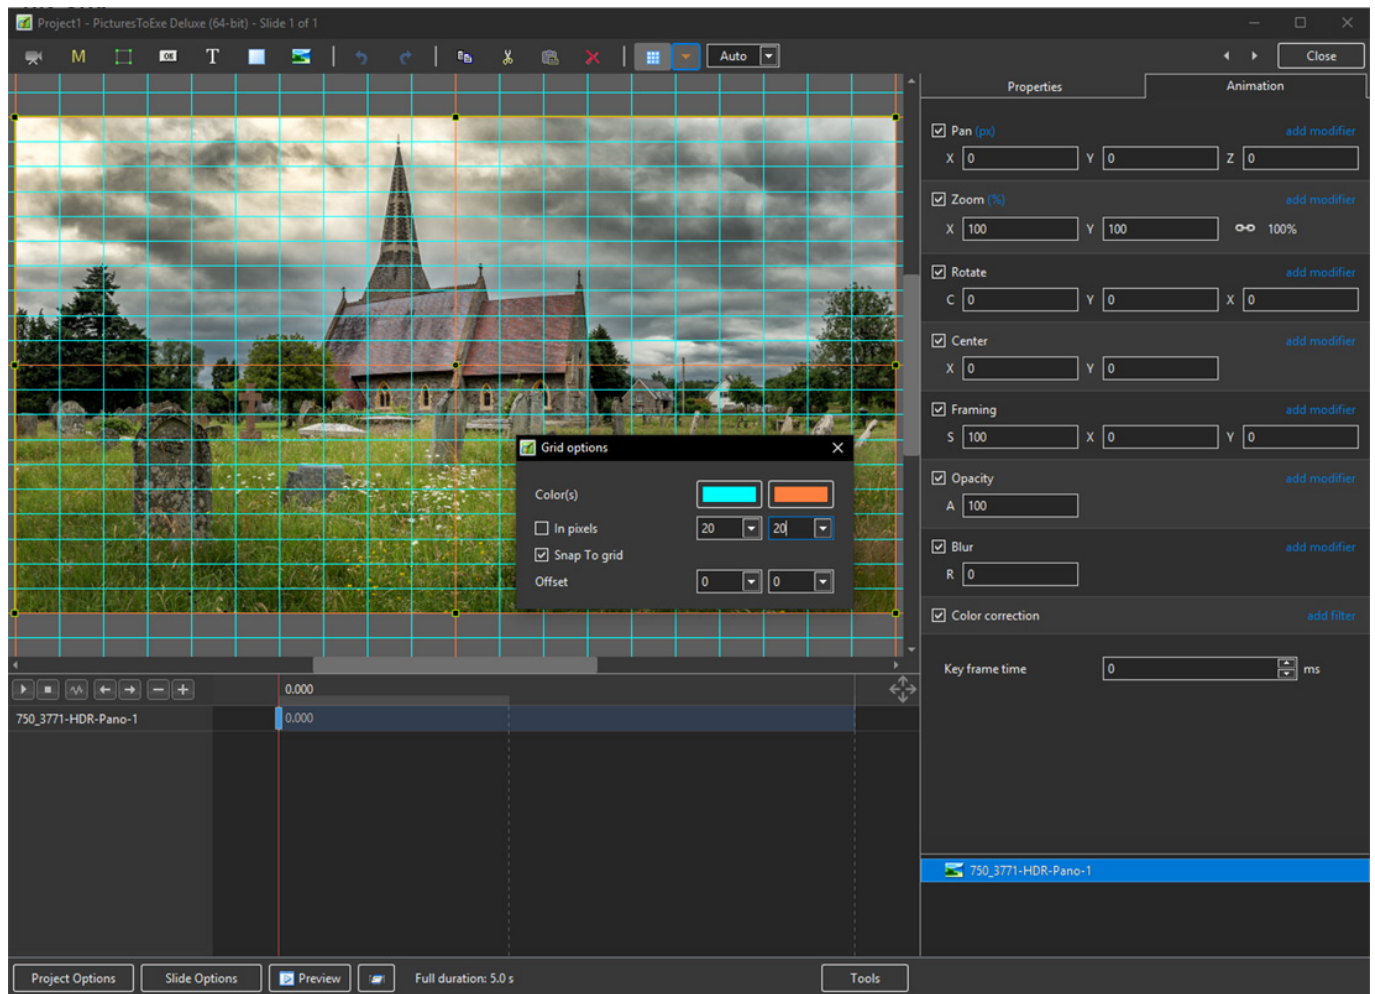 Project1 - PicturesToExe Deluxe (64-bit) - Slide 1 of 1
M OK T Auto Close
Properties Animation
Pan (px) add modifier
X 0 Y 0 Z 0
Zoom (%) add modifier
X 100 Y 100 100%
Rotate add modifier
C 0 Y 0 X 0
Center add modifier
X 0 Y 0
Framing add modifier
S 100 X 0 Y 0
Opacity add modifier
A 100
Blur add modifier
R 0
Color correction add filter
Key frame time 0 ms
Grid options
Color(s)
In pixels 20 20
Snap To grid
Offset 0 0
0.000
750_3771-HDR-Pano-1 0.000
750_3771-HDR-Pano-1
Project Options Slide Options Preview Full duration: 5.0 s Tools